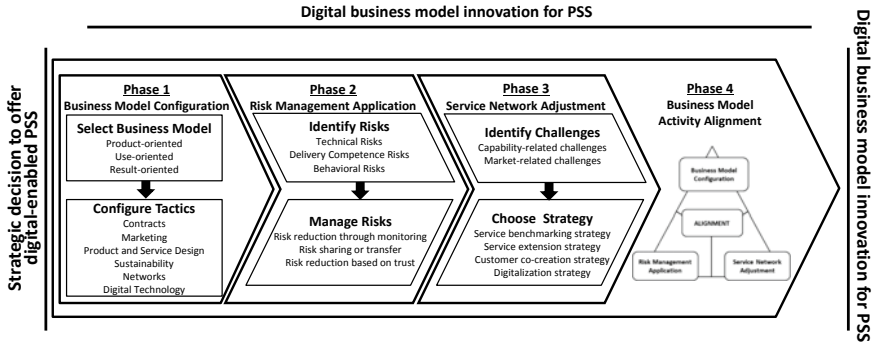 Digital business model innovation for PSS
Strategic decision to offer
digital-enabled PSS
Phase 1
Business Model Configuration
Select Business Model
Product-oriented
Use-oriented
Result-oriented
Configure Tactics
Contracts
Marketing
Product and Service Design
Sustainability
Networks
Digital Technology
Phase 2
Risk Management Application
Identify Risks
Technical Risks
Delivery Competence Risks
Behavioral Risks
Manage Risks
Risk reduction through monitoring
Risk sharing or transfer
Risk reduction based on trust
Phase 3
Service Network Adjustment
Identify Challenges
Capability-related challenges
Market-related challenges
Choose Strategy
Service benchmarking strategy
Service extension strategy
Customer co-creation strategy
Digitalization strategy
Phase 4
Business Model
Activity Alignment
Business Model
Configuration
ALIGNMENT
Risk Management
Application
Service Network
Adjustment
Digital business model innovation for PSS